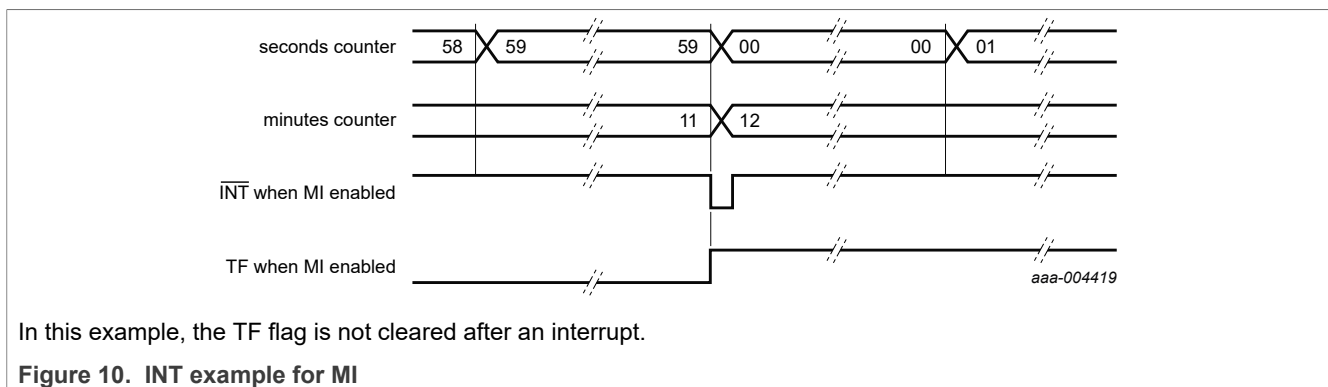 seconds counter 58 59 59 00 00 01
minutes counter 11 12
INT when MI enabled
TF when MI enabled
aaa-004419
In this example, the TF flag is not cleared after an interrupt.
Figure 10. INT example for MI